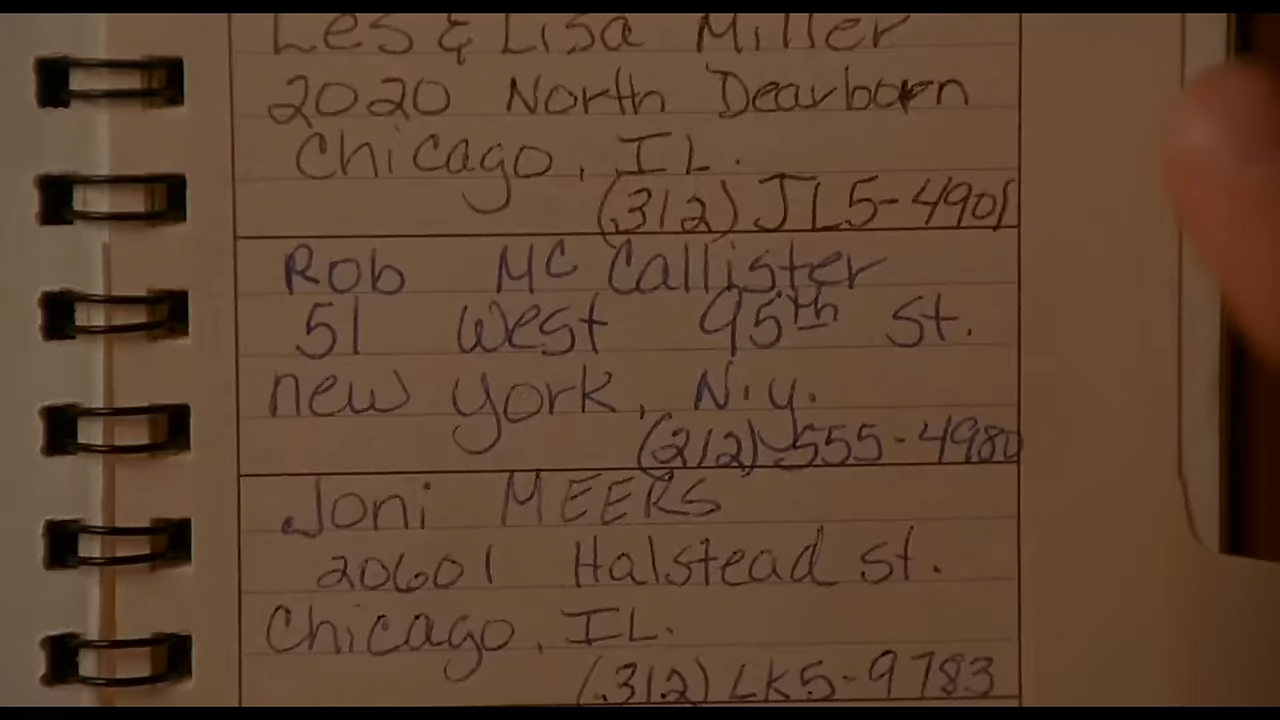 Les & Lisa Miller
2020 North Dearborn
Chicago, IL.
(312) JL5-4901
Rob Mc Callister
51 West 95th St.
new york, N.y.
(212) 555-4980
Joni MEERS
20601 Halstead St.
Chicago, IL.
(312) LK5-9783